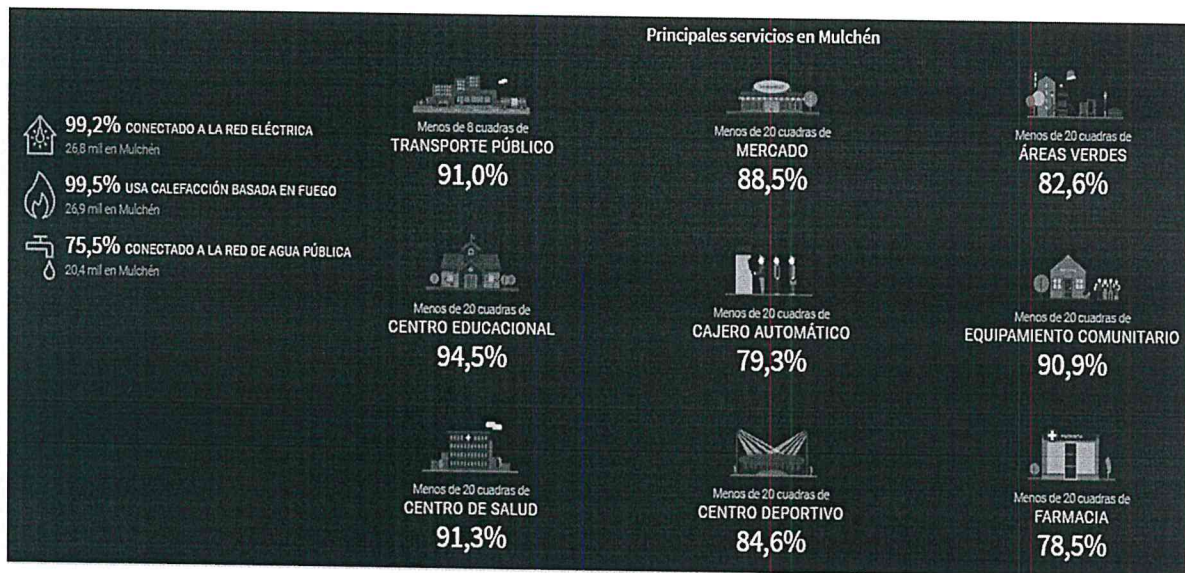 Principales servicios en Mulchén
99,2% CONECTADO A LA RED ELÉCTRICA
26,8 mil en Mulchén
99,5% USA CALEFACCIÓN BASADA EN FUEGO
26,9 mil en Mulchén
75,5% CONECTADO A LA RED DE AGUA PÚBLICA
20,4 mil en Mulchén
Menos de 8 cuadras de
TRANSPORTE PÚBLICO
91,0%
Menos de 20 cuadras de
MERCADO
88,5%
Menos de 20 cuadras de
ÁREAS VERDES
82,6%
Menos de 20 cuadras de
CENTRO EDUCACIONAL
94,5%
Menos de 20 cuadras de
CAJERO AUTOMÁTICO
79,3%
Menos de 20 cuadras de
EQUIPAMIENTO COMUNITARIO
90,9%
Menos de 20 cuadras de
CENTRO DE SALUD
91,3%
Menos de 20 cuadras de
CENTRO DEPORTIVO
84,6%
Menos de 20 cuadras de
FARMACIA
78,5%